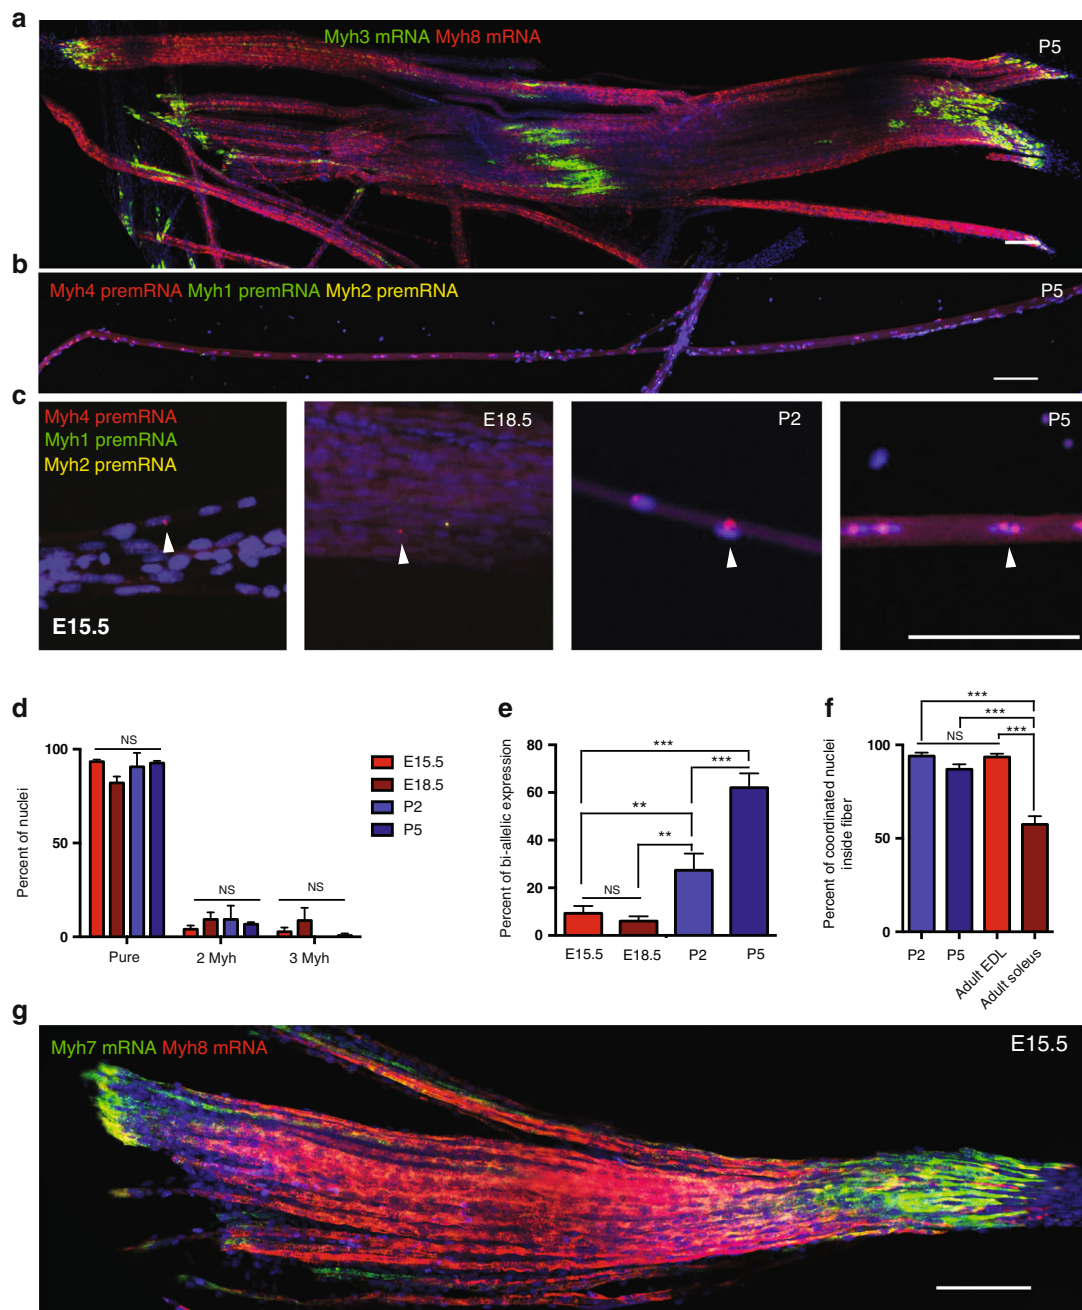 a
Myh3 mRNA Myh8 mRNA
P5
b
Myh4 premRNA Myh1 premRNA Myh2 premRNA
P5
c
Myh4 premRNA
Myh1 premRNA
Myh2 premRNA
E15.5
E18.5
P2
P5
d
Percent of nuclei
100
50
0
NS
NS
NS
Pure
2 Myh
3 Myh
E15.5
E18.5
P2
P5
e
Percent of bi-allelic expression
80
60
40
20
0
***
***
**
**
NS
E15.5
E18.5
P2
P5
f
Percent of coordinated nuclei
inside fiber
100
50
0
***
***
NS
***
P2
P5
Adult EDL
Adult soleus
g
Myh7 mRNA Myh8 mRNA
E15.5